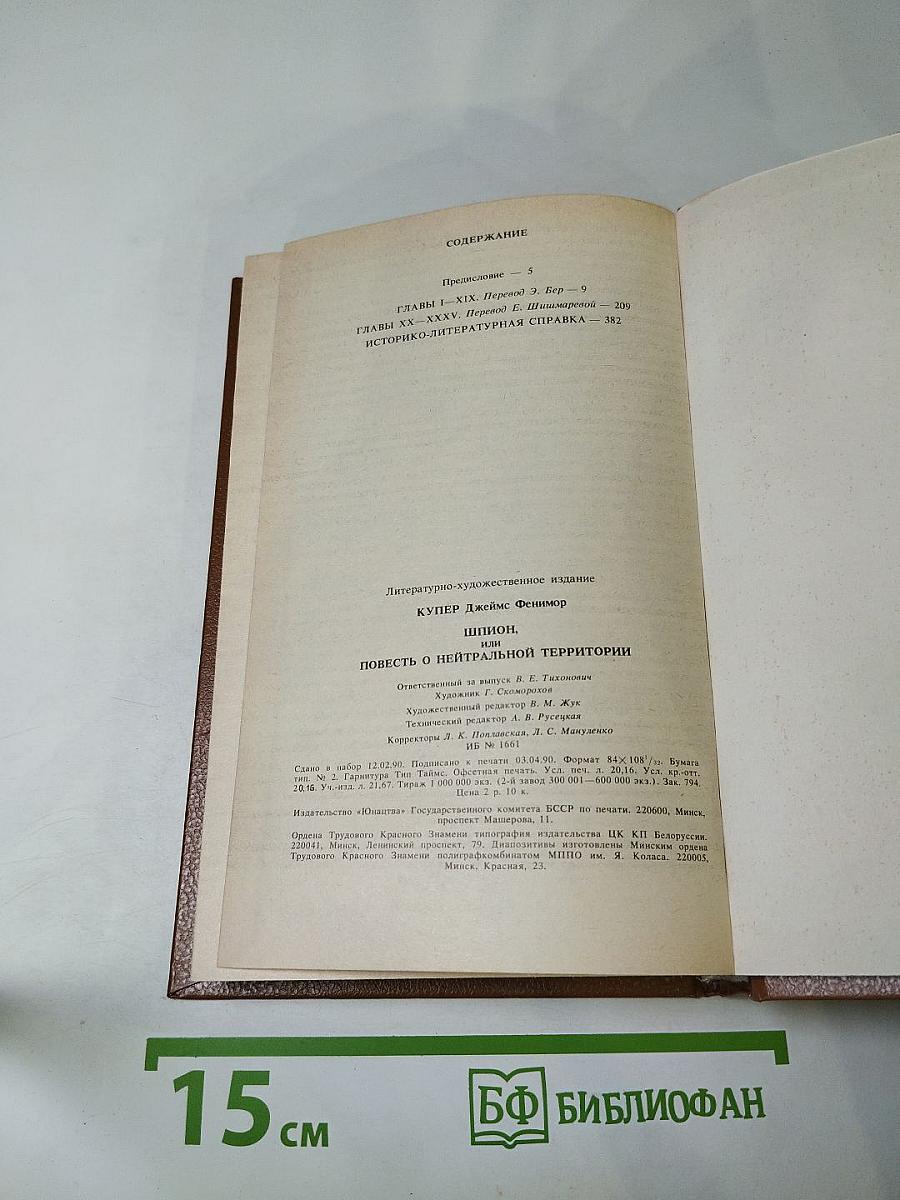 СОДЕРЖАНИЕ
Предисловие — 5
ГЛАВЫ I—XIX. Перевод Э. Бер — 9
ГЛАВЫ XX—XXXV. Перевод Е. Шишмаревой — 209
ИСТОРИКО-ЛИТЕРАТУРНАЯ СПРАВКА — 382
Литературно-художественное издание
КУПЕР Джеймс Фенимор
ШПИОН,
ИЛИ
ПОВЕСТЬ О НЕЙТРАЛЬНОЙ ТЕРРИТОРИИ
Ответственный за выпуск В. Е. Тихонович
Художник Г. Скоморохов
Художественный редактор В. М. Жук
Технический редактор А. В. Русецкая
Корректоры Л. К. Поплавская, Л. С. Мануленко
ИБ № 1661
Сдано в набор 12.02.90. Подписано к печати 03.04.90. Формат 84×108¹/₃₂. Бумага
тип. № 2. Гарнитура Тип Таймс. Офсетная печать. Усл. печ. л. 20,16. Усл. кр.-отт.
20,16. Уч.-изд. л. 21,67. Тираж 1 000 000 экз. (2-й завод 300 001—600 000 экз.). Зак. 794.
Цена 2 р. 10 к.
Издательство «Юнацтва» Государственного комитета БССР по печати. 220600, Минск,
проспект Машерова, 11.
Ордена Трудового Красного Знамени типография издательства ЦК КП Белоруссии.
220041, Минск, Ленинский проспект, 79. Диапозитивы изготовлены Минским ордена
Трудового Красного Знамени полиграфкомбинатом МППО им. Я. Коласа. 220005,
Минск, Красная, 23.
15 см
БФ БИБЛИОФАН